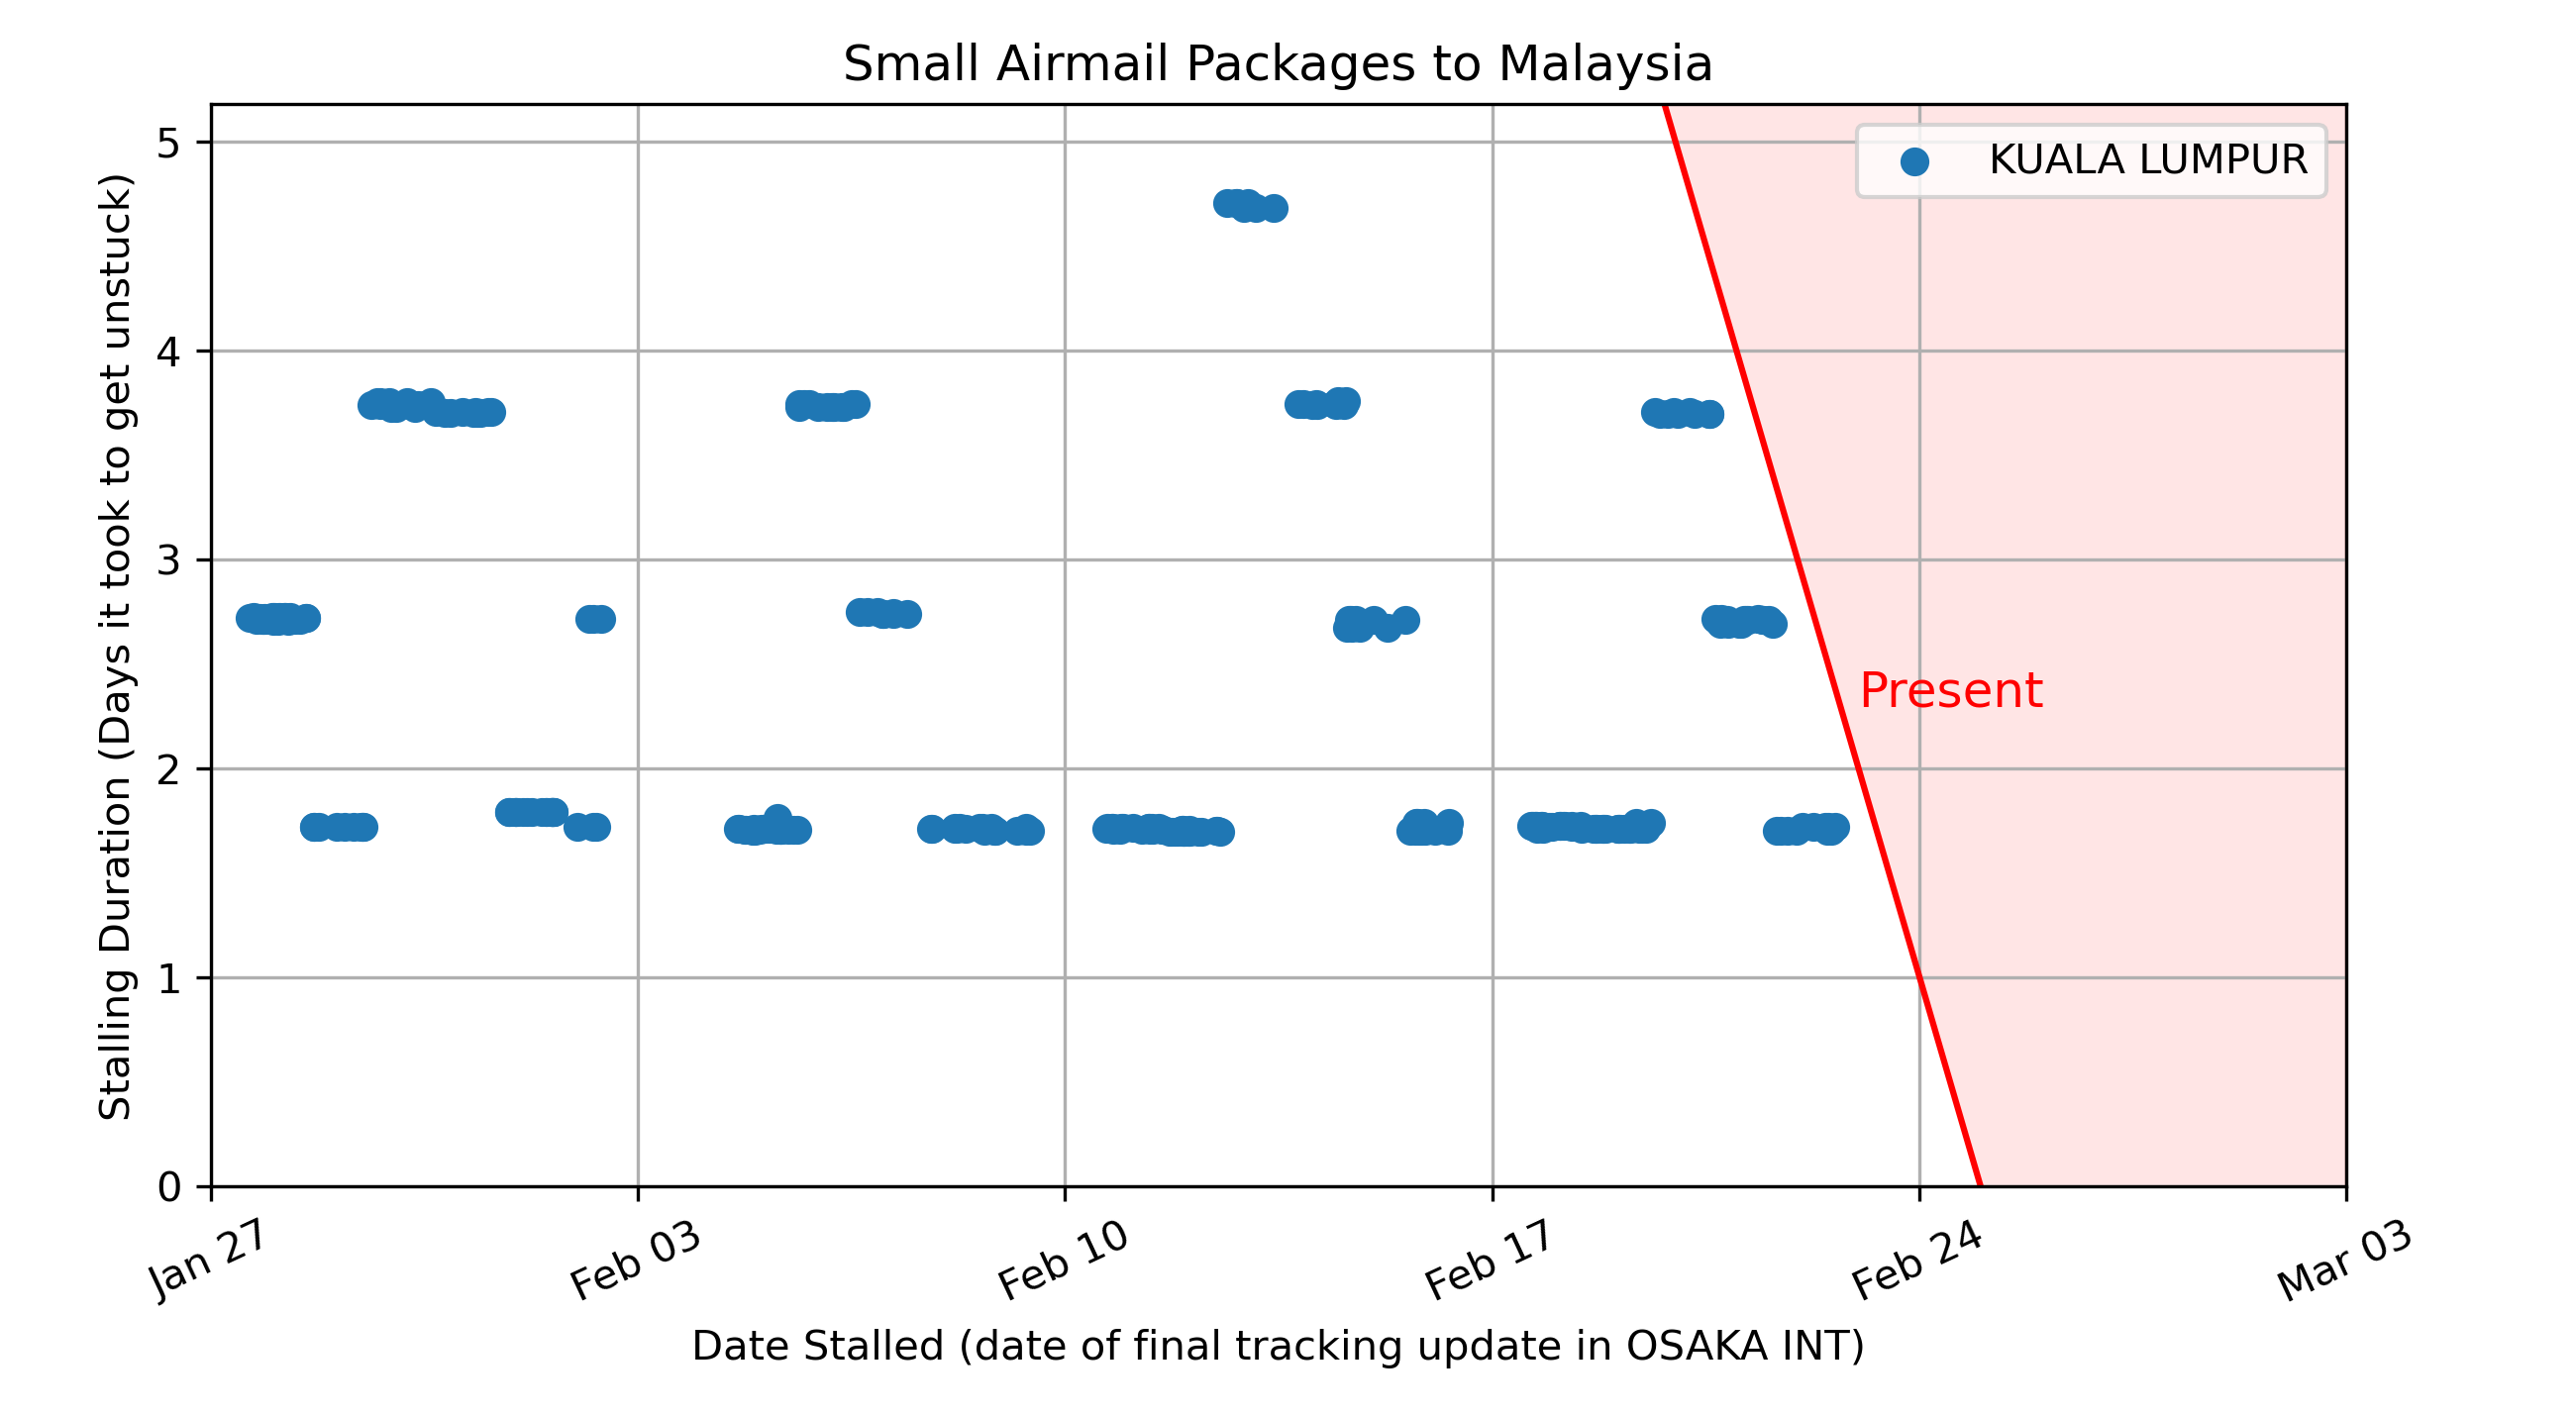 Small Airmail Packages to Malaysia
KUALA LUMPUR
Stalling Duration (Days it took to get unstuck)
5
4
3
2
1
0
Present
Jan 27
Feb 03
Feb 10
Feb 17
Feb 24
Mar 03
Date Stalled (date of final tracking update in OSAKA INT)